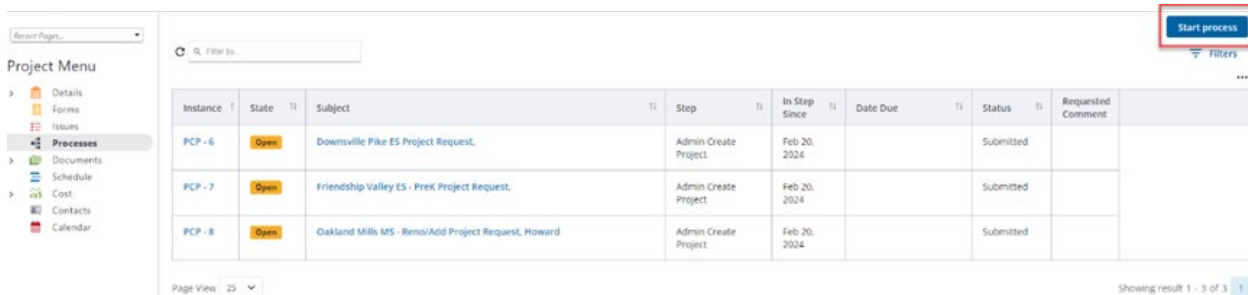 Recent Pages...
Start process
Filter by...
Filters
Project Menu
Details
Forms
Issues
Processes
Documents
Schedule
Cost
Contacts
Calendar
Instance State Subject Step In Step Since Date Due Status Requested Comment
PCP - 6 Open Downsville Pike ES Project Request, Admin Create Project Feb 20, 2024 Submitted
PCP - 7 Open Friendship Valley ES - PreK Project Request, Admin Create Project Feb 20, 2024 Submitted
PCP - 8 Open Oakland Mills MS - Reno/Add Project Request, Howard Admin Create Project Feb 20, 2024 Submitted
Page View 25
Showing result 1 - 3 of 3 1